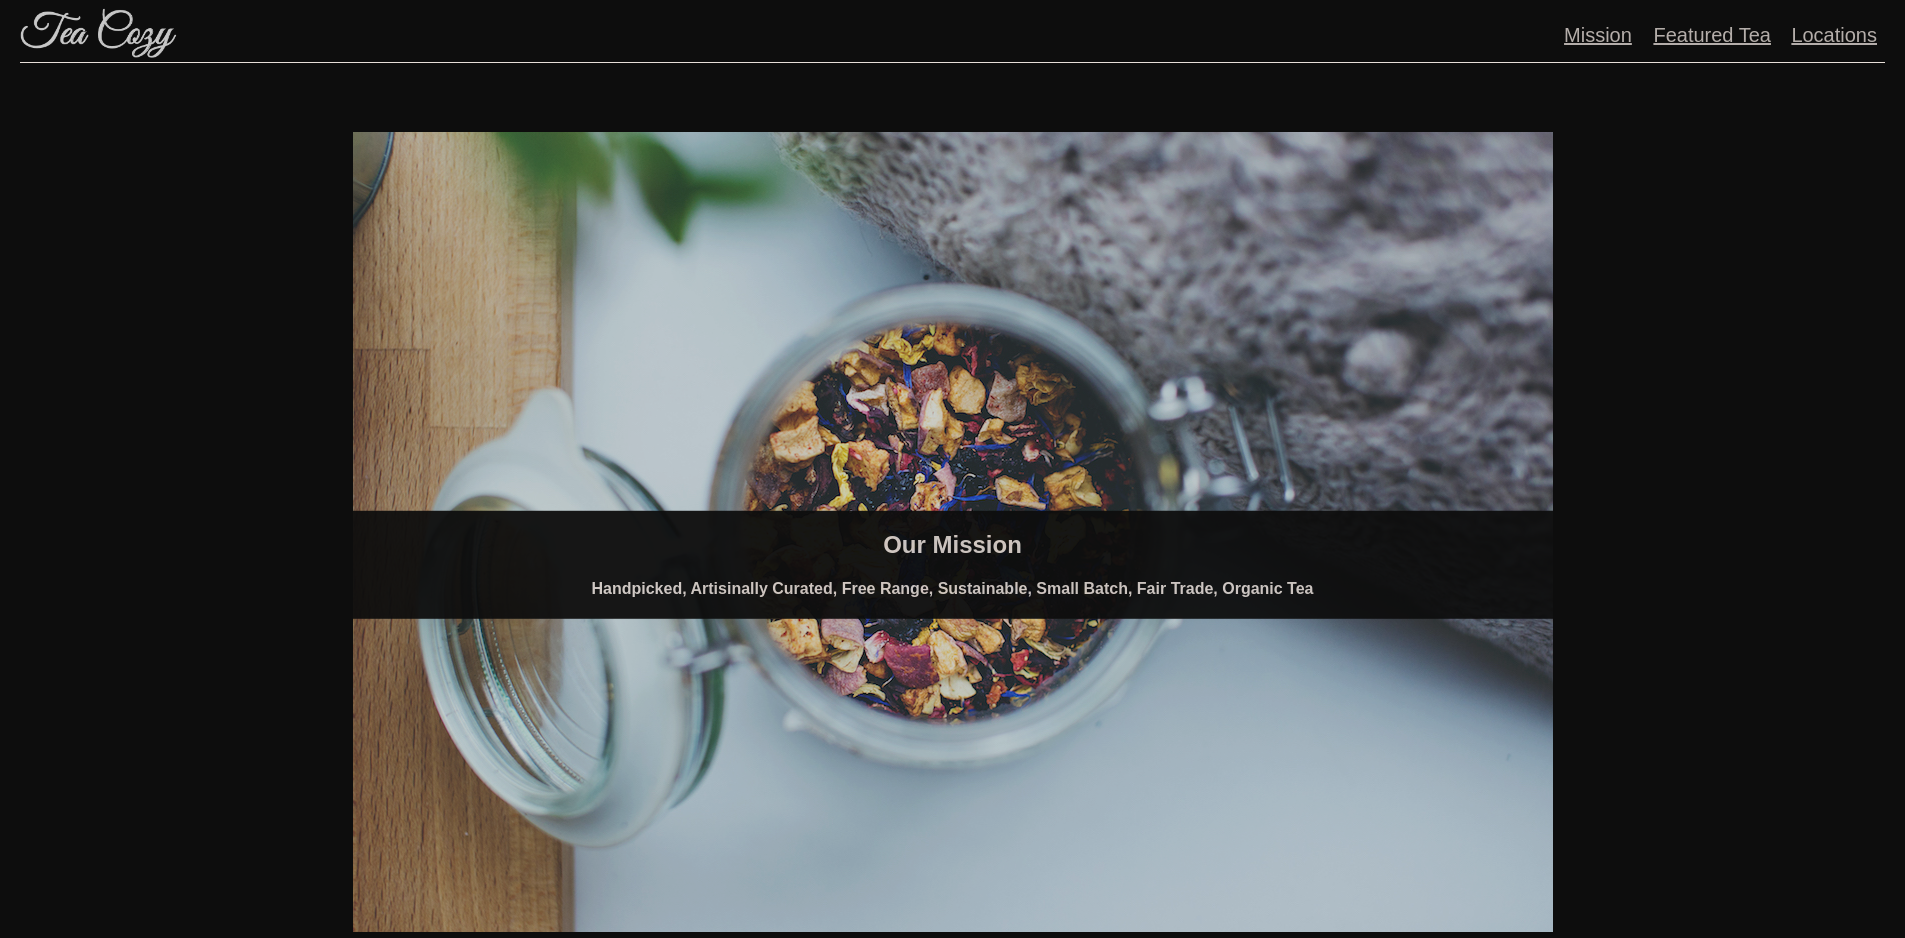 Tea Cozy
Mission Featured Tea Locations
Our Mission
Handpicked, Artisinally Curated, Free Range, Sustainable, Small Batch, Fair Trade, Organic Tea